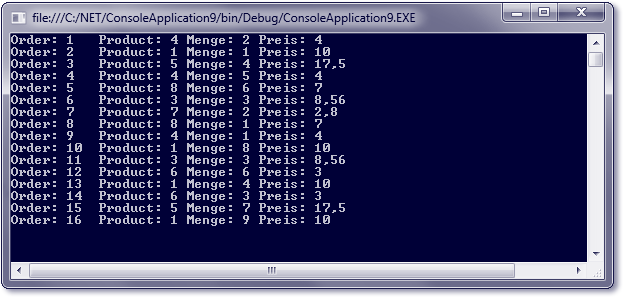 file:///C:/NET/ConsoleApplication9/bin/Debug/ConsoleApplication9.EXE
Order: 1   Product: 4 Menge: 2 Preis: 4
Order: 2   Product: 1 Menge: 1 Preis: 10
Order: 3   Product: 5 Menge: 4 Preis: 17,5
Order: 4   Product: 4 Menge: 5 Preis: 4
Order: 5   Product: 8 Menge: 6 Preis: 7
Order: 6   Product: 3 Menge: 3 Preis: 8,56
Order: 7   Product: 7 Menge: 2 Preis: 2,8
Order: 8   Product: 8 Menge: 1 Preis: 7
Order: 9   Product: 4 Menge: 1 Preis: 4
Order: 10  Product: 1 Menge: 8 Preis: 10
Order: 11  Product: 3 Menge: 3 Preis: 8,56
Order: 12  Product: 6 Menge: 6 Preis: 3
Order: 13  Product: 1 Menge: 4 Preis: 10
Order: 14  Product: 6 Menge: 3 Preis: 3
Order: 15  Product: 5 Menge: 7 Preis: 17,5
Order: 16  Product: 1 Menge: 9 Preis: 10